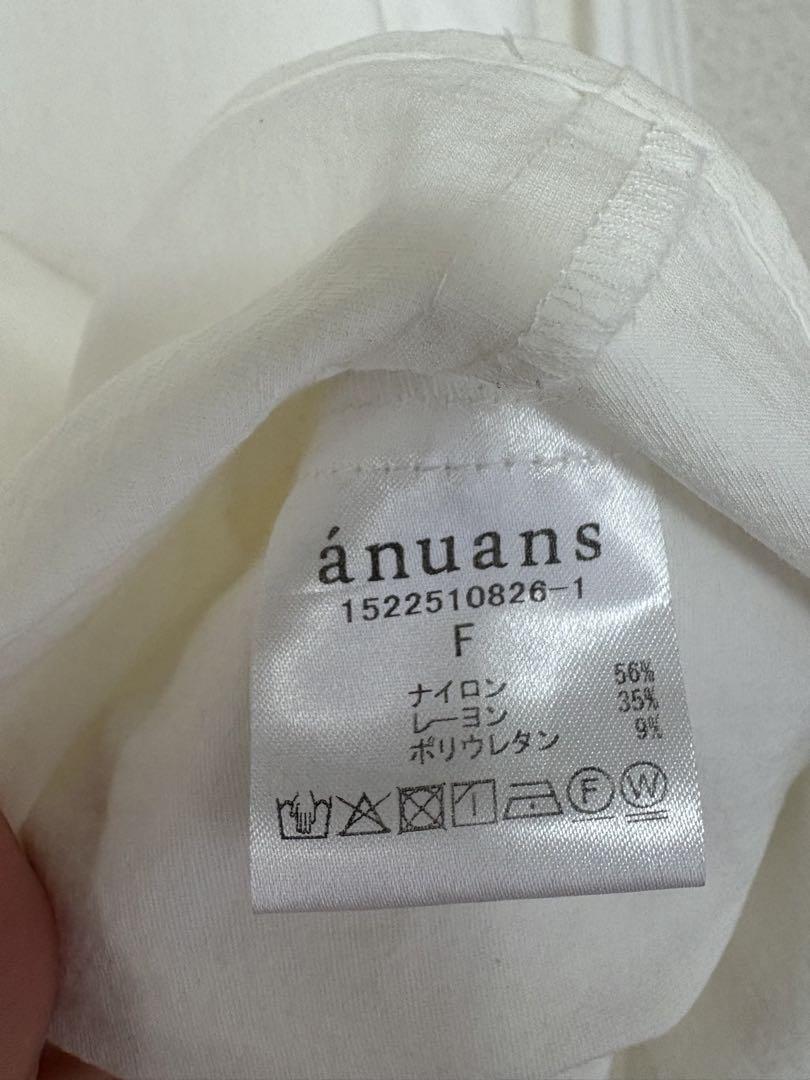 ánuans
1522510826-1
F
ナイロン 56%
レーヨン 35%
ポリウレタン 9%
F W